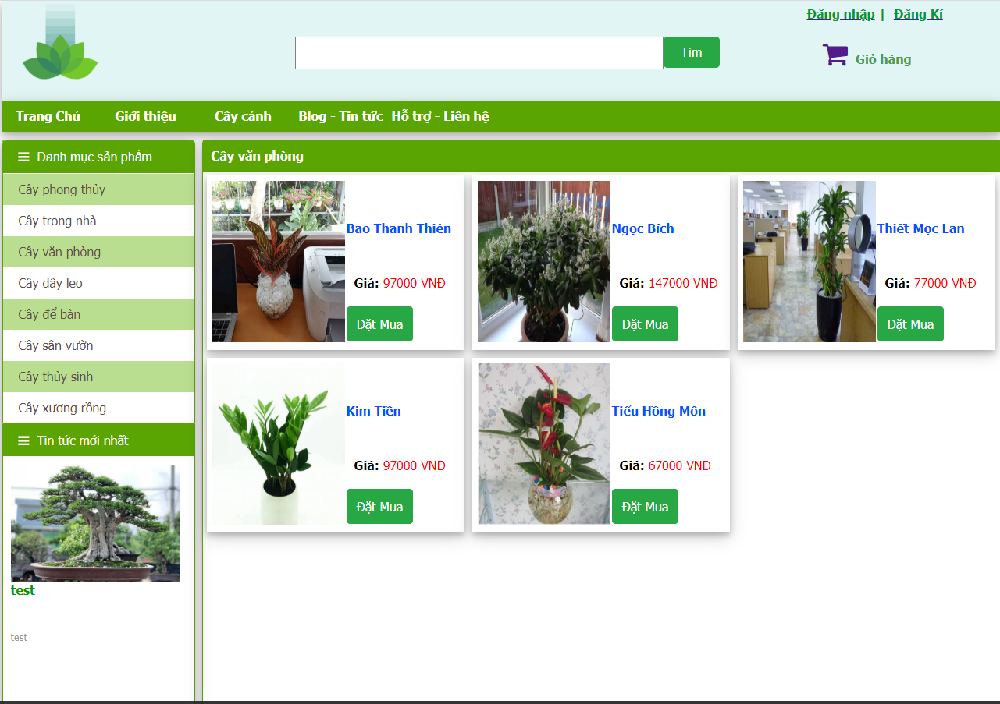 Đăng nhập | Đăng Kí
Tìm
Giỏ hàng
Trang Chủ Giới thiệu Cây cảnh Blog - Tin tức Hỗ trợ - Liên hệ
Danh mục sản phẩm
Cây phong thủy
Cây trong nhà
Cây văn phòng
Cây dây leo
Cây để bàn
Cây sân vườn
Cây thủy sinh
Cây xương rồng
Tin tức mới nhất
test
test
Cây văn phòng
Bao Thanh Thiên
Giá: 97000 VNĐ
Đặt Mua
Ngọc Bích
Giá: 147000 VNĐ
Đặt Mua
Thiết Mọc Lan
Giá: 77000 VNĐ
Đặt Mua
Kim Tiền
Giá: 97000 VNĐ
Đặt Mua
Tiểu Hồng Môn
Giá: 67000 VNĐ
Đặt Mua